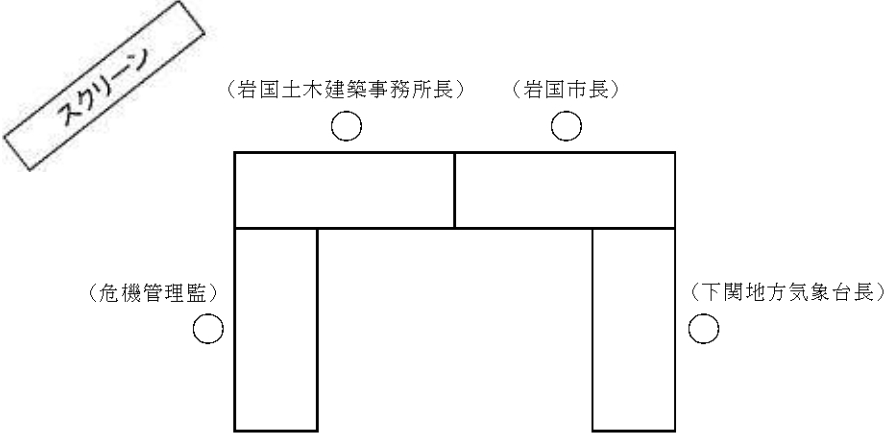 スクリーン
（岩国土木建築事務所長）
（岩国市長）
（危機管理監）
（下関地方気象台長）